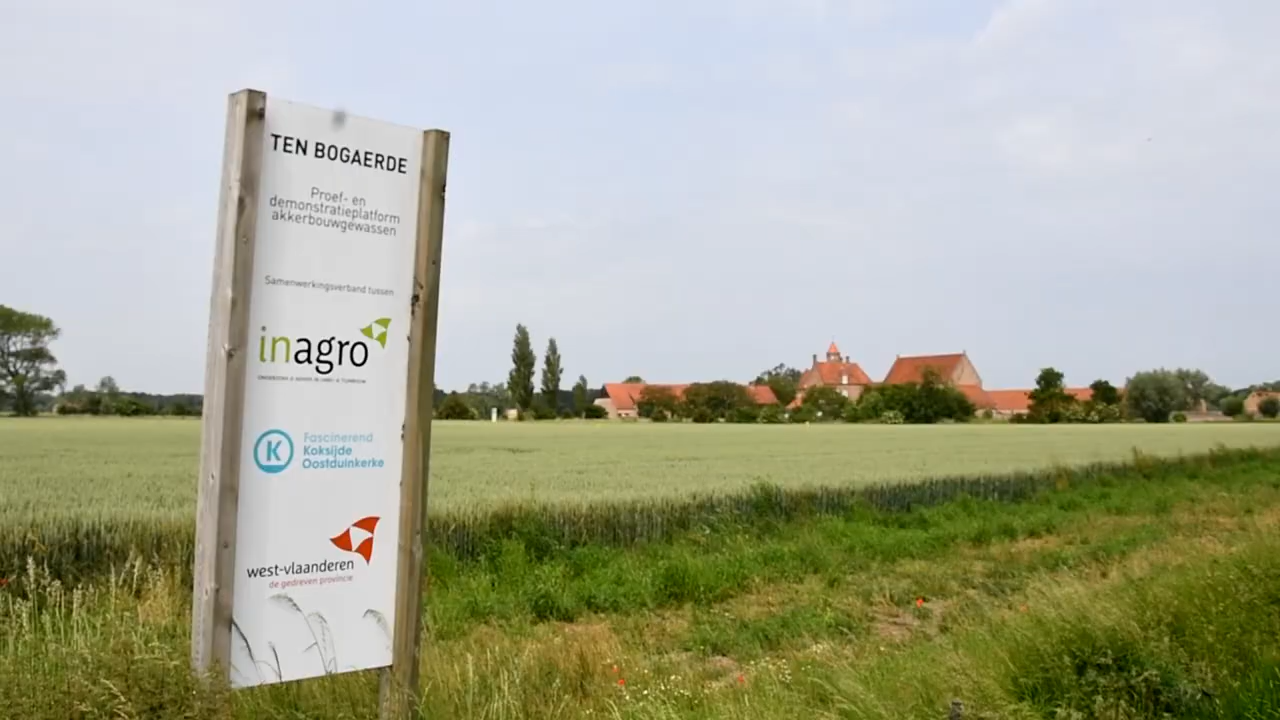 TEN BOGAERDE
Proef- en
demonstratieplatform
akkerbouwgewassen
Samenwerkingsverband tussen
inagro
K
Fascinerend
Koksijde
Oostduinkerke
west-vlaanderen
de gedreven provincie